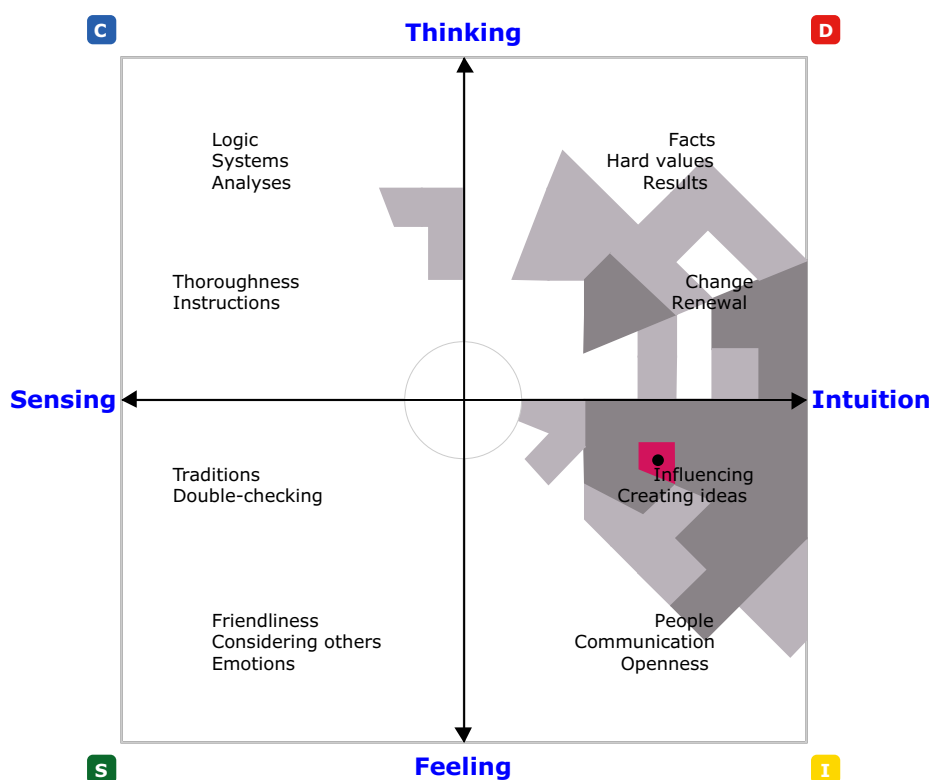 C
Thinking
D
Logic
Systems
Analyses
Facts
Hard values
Results
Thoroughness
Instructions
Change
Renewal
Sensing
Intuition
Traditions
Double-checking
Influencing
Creating ideas
Friendliness
Considering others
Emotions
People
Communication
Openness
S
Feeling
I